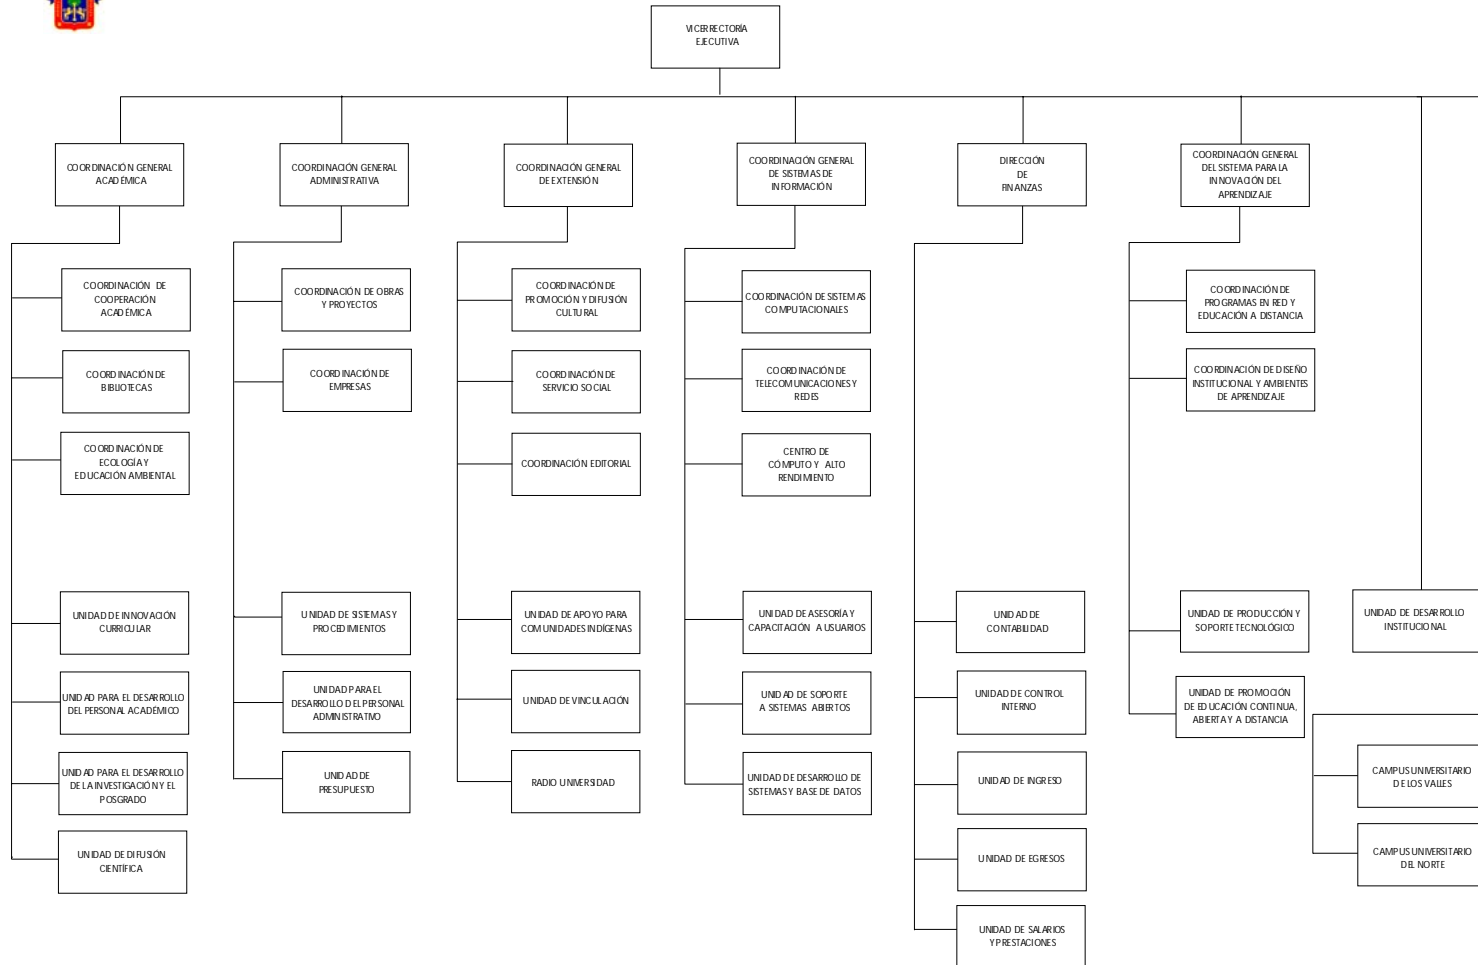 VICERRECTORÍA
EJECUTIVA
COORDINACIÓN GENERAL
ACADÉMICA
COORDINACIÓN GENERAL
ADMINISTRATIVA
COORDINACIÓN GENERAL
DE EXTENSIÓN
COORDINACIÓN GENERAL
DE SISTEMAS DE
INFORMACIÓN
DIRECCIÓN
DE
FINANZAS
COORDINACIÓN GENERAL
DEL SISTEMA PARA LA
INNOVACIÓN DEL
APRENDIZAJE
COORDINACIÓN DE
COOPERACIÓN
ACADÉMICA
COORDINACIÓN DE
BIBLIOTECAS
COORDINACIÓN DE
ECOLOGÍA Y
EDUCACIÓN AMBIENTAL
UNIDAD DE INNOVACIÓN
CURRICULAR
UNIDAD PARA EL DESARROLLO
DEL PERSONAL ACADÉMICO
UNIDAD PARA EL DESARROLLO
DE LA INVESTIGACIÓN Y EL
POSGRADO
UNIDAD DE DIFUSIÓN
CIENTÍFICA
COORDINACIÓN DE OBRAS
Y PROYECTOS
COORDINACIÓN DE
EMPRESAS
UNIDAD DE SISTEMAS Y
PROCEDIMIENTOS
UNIDAD PARA EL
DESARROLLO DEL PERSONAL
ADMINISTRATIVO
UNIDAD DE
PRESUPUESTO
COORDINACIÓN DE
PROMOCIÓN Y DIFUSIÓN
CULTURAL
COORDINACIÓN DE
SERVICIO SOCIAL
COORDINACIÓN EDITORIAL
UNIDAD DE APOYO PARA
COMUNIDADES INDÍGENAS
UNIDAD DE VINCULACIÓN
RADIO UNIVERSIDAD
COORDINACIÓN DE SISTEMAS
COMPUTACIONALES
COORDINACIÓN DE
TELECOMUNICACIONES Y
REDES
CENTRO DE
CÓMPUTO Y ALTO
RENDIMIENTO
UNIDAD DE ASESORÍA Y
CAPACITACIÓN A USUARIOS
UNIDAD DE SOPORTE
A SISTEMAS ABIERTOS
UNIDAD DE DESARROLLO DE
SISTEMAS Y BASE DE DATOS
UNIDAD DE
CONTABILIDAD
UNIDAD DE CONTROL
INTERNO
UNIDAD DE INGRESO
UNIDAD DE EGRESOS
UNIDAD DE SALARIOS
Y PRESTACIONES
COORDINACIÓN DE
PROGRAMAS EN RED Y
EDUCACIÓN A DISTANCIA
COORDINACIÓN DE DISEÑO
INSTITUCIONAL Y AMBIENTES
DE APRENDIZAJE
UNIDAD DE PRODUCCIÓN Y
SOPORTE TECNOLÓGICO
UNIDAD DE PROMOCIÓN
DE EDUCACIÓN CONTINUA,
ABIERTA Y A DISTANCIA
UNIDAD DE DESARROLLO
INSTITUCIONAL
CAMPUS UNIVERSITARIO
DE LOS VALLES
CAMPUS UNIVERSITARIO
DEL NORTE